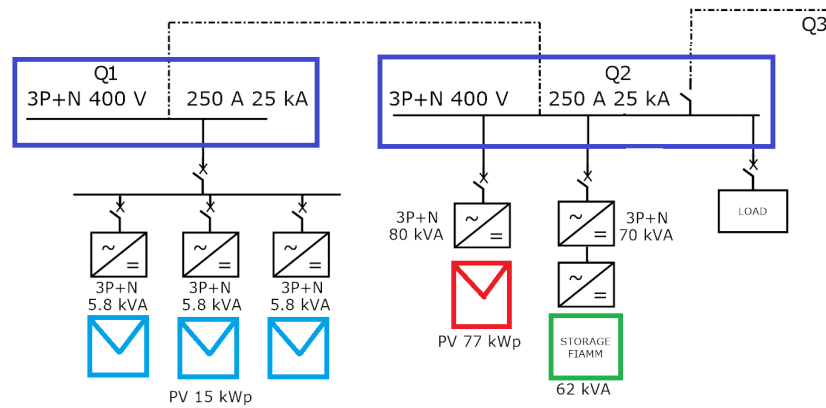 Q3
Q1
3P+N 400 V 250 A 25 kA
Q2
3P+N 400 V 250 A 25 kA
3P+N
80 kVA
3P+N
70 kVA
LOAD
~
=
~
=
~
=
~
=
~
=
~
=
3P+N
5.8 kVA
3P+N
5.8 kVA
3P+N
5.8 kVA
PV 15 kWp
PV 77 kWp
STORAGE
FIAMM
62 kVA